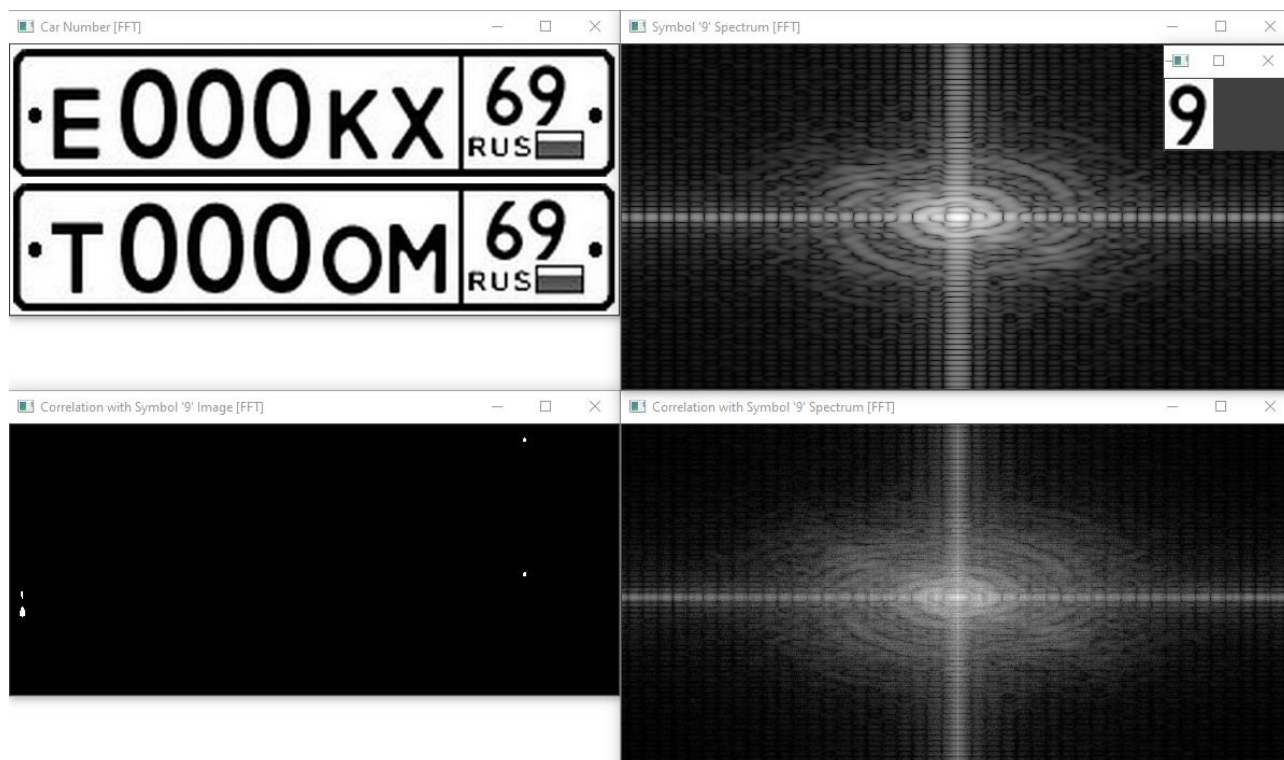 Car Number [FFT]
E000KX 69
RUS
T000OM 69
RUS
Symbol '9' Spectrum [FFT]
9
Correlation with Symbol '9' Image [FFT]
Correlation with Symbol '9' Spectrum [FFT]